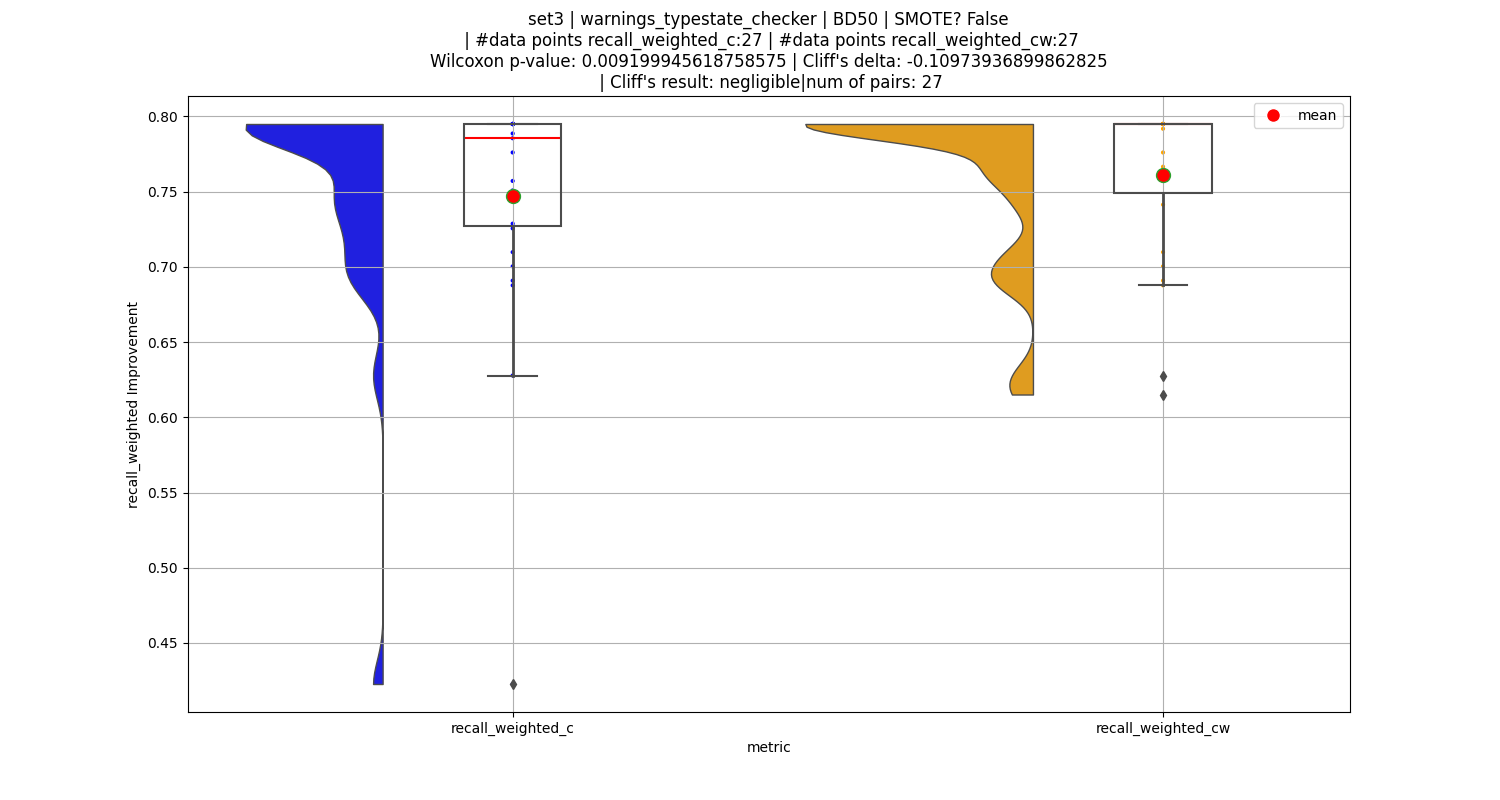 set3 | warnings_typestate_checker | BD50 | SMOTE? False
| #data points recall_weighted_c:27 | #data points recall_weighted_cw:27
Wilcoxon p-value: 0.009199945618758575 | Cliff's delta: -0.10973936899862825
| Cliff's result: negligible|num of pairs: 27
mean
0.80
0.75
0.70
0.65
0.60
0.55
0.50
0.45
recall_weighted Improvement
recall_weighted_c
recall_weighted_cw
metric